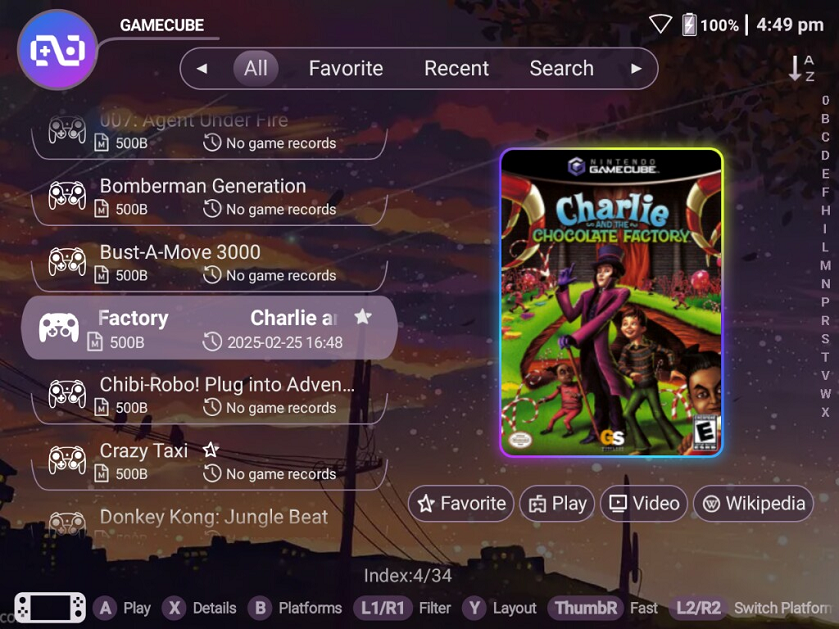 GAMECUBE
100% | 4:49 pm
All Favorite Recent Search
A
Z
007: Agent Under Fire
500B No game records
Bomberman Generation
500B No game records
Bust-A-Move 3000
500B No game records
Factory Charlie a
500B 2025-02-25 16:48
Chibi-Robo! Plug into Adven...
500B No game records
Crazy Taxi
500B No game records
Donkey Kong: Jungle Beat
NINTENDO
GAMECUBE
Charlie
AND THE
CHOCOLATE FACTORY
GS
EVERYONE
E
Favorite Play Video Wikipedia
0
B
C
D
E
F
H
I
L
M
N
P
R
S
T
V
W
X
Index:4/34
A Play X Details B Platforms L1/R1 Filter Y Layout ThumbR Fast L2/R2 Switch Platform